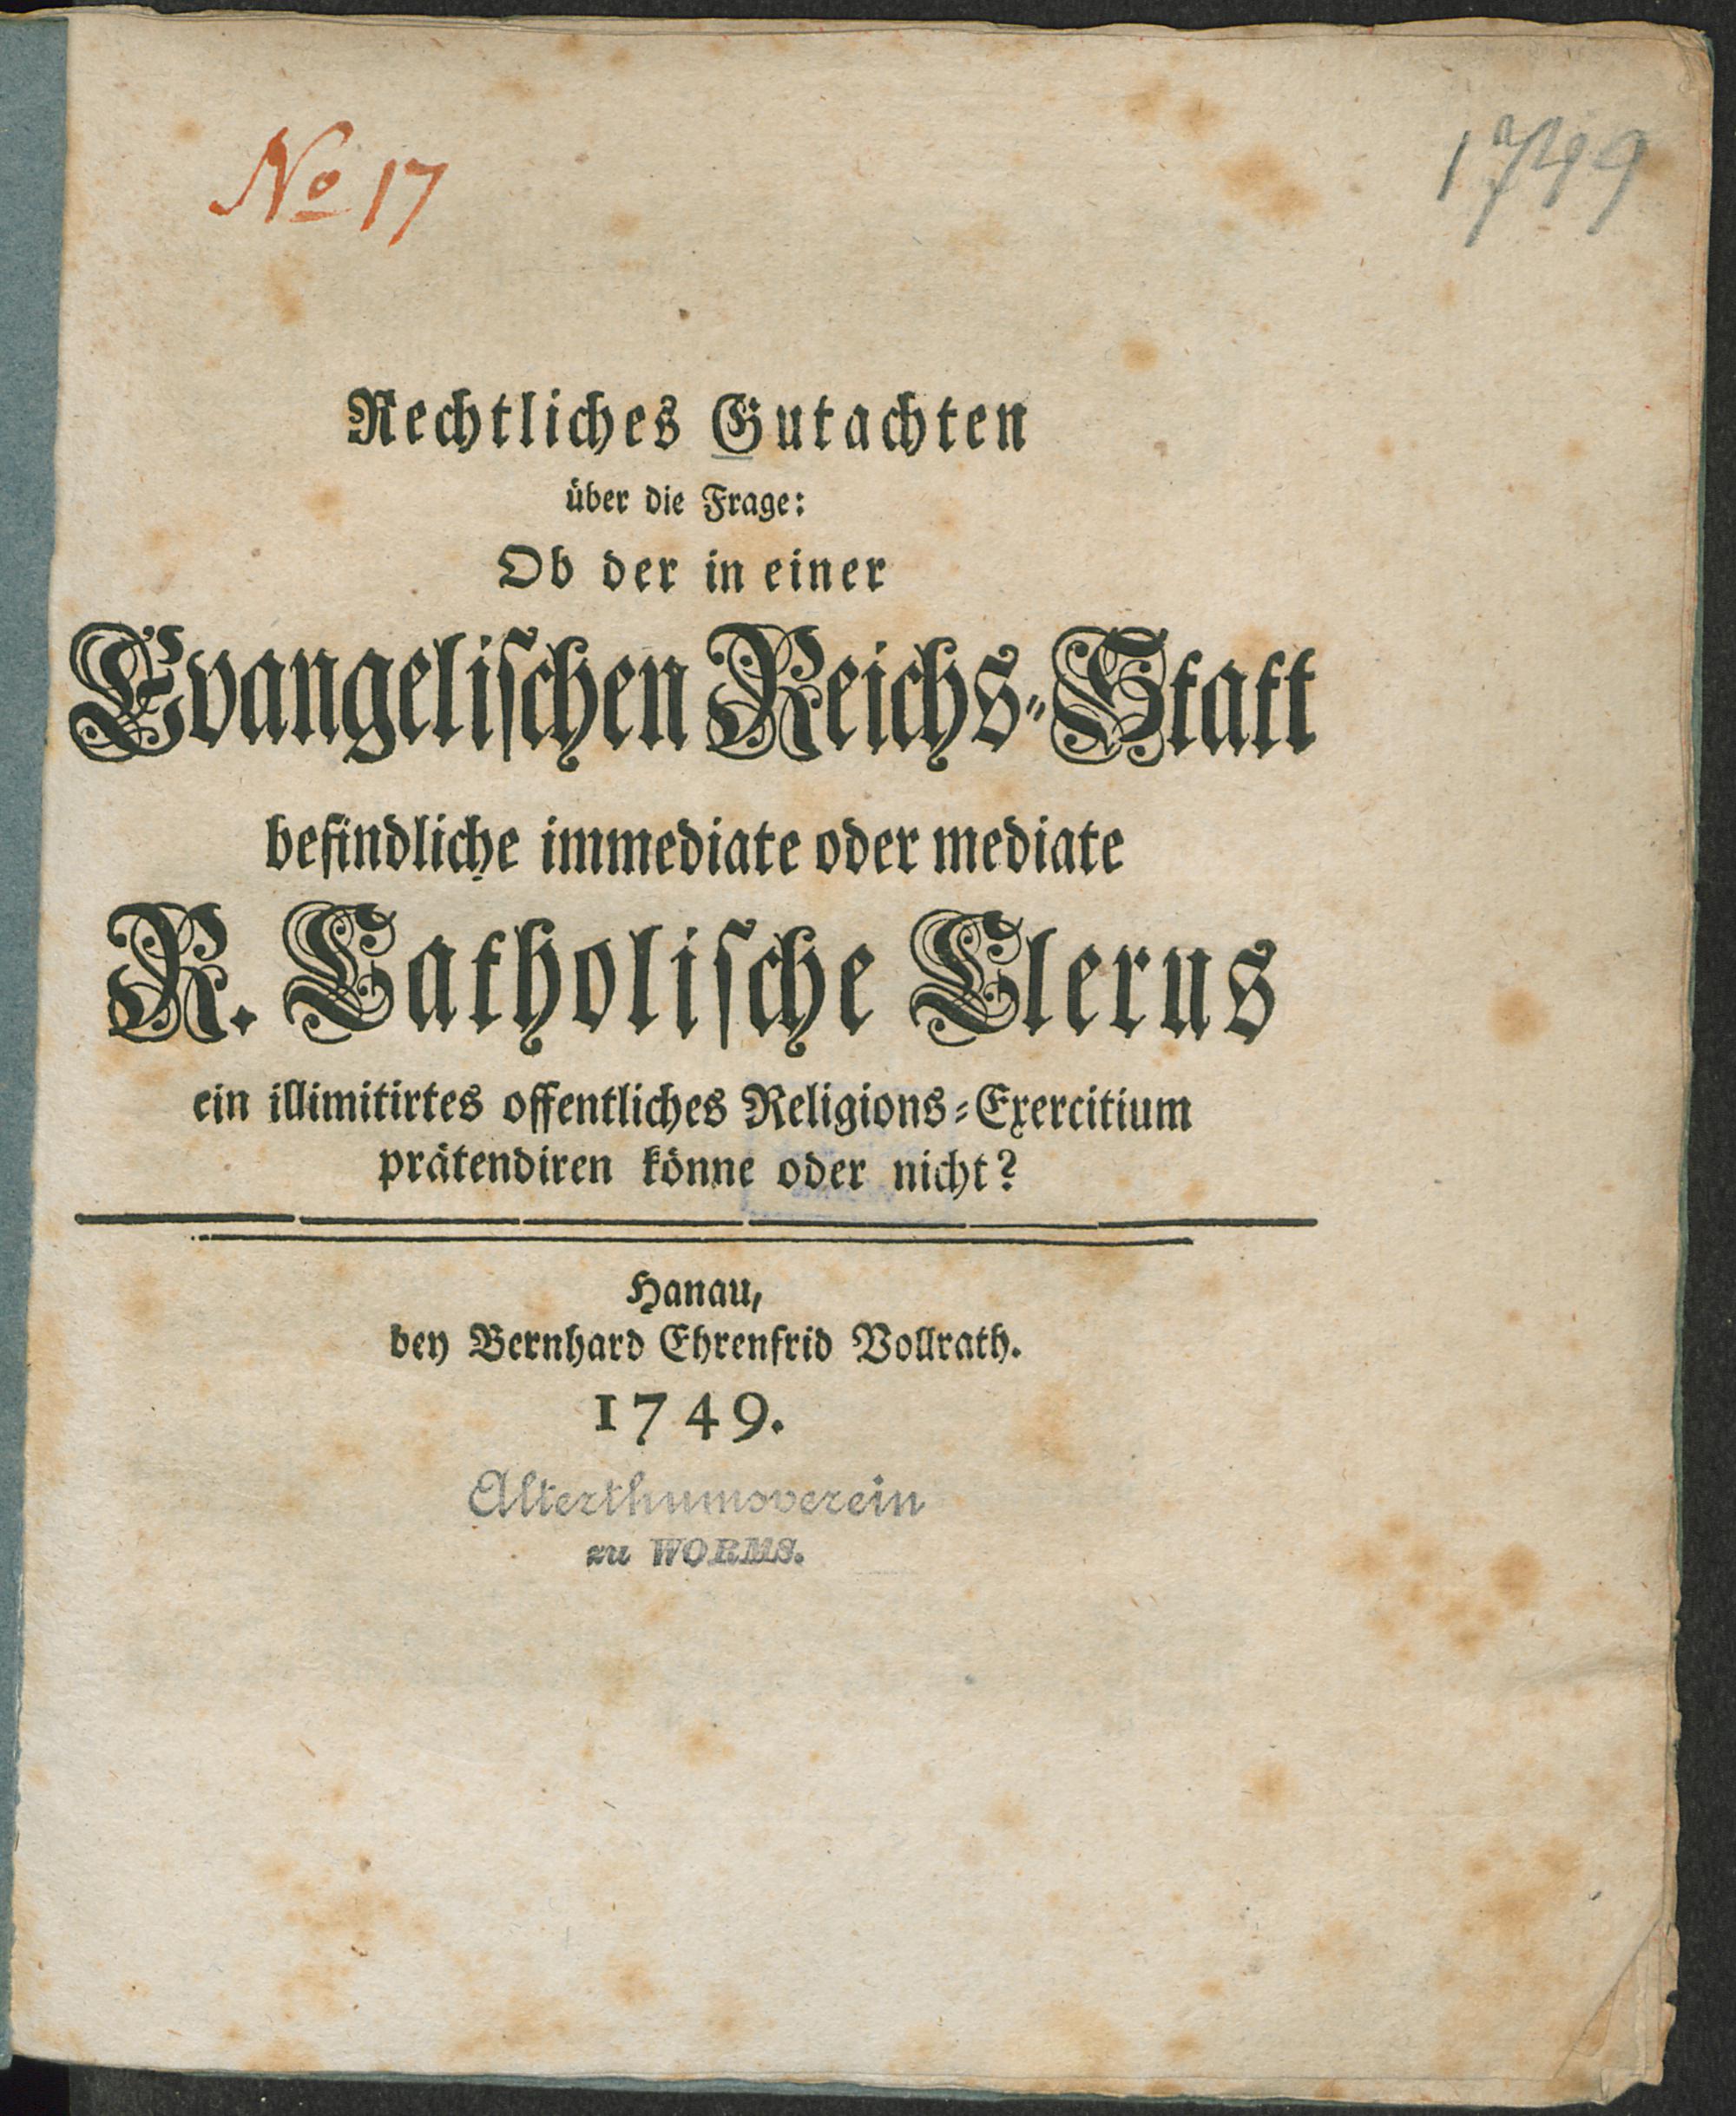 No 17
1749
Rechtliches Gutachten
über die Frage:
Ob der in einer
Evangelischen Reichs-Statt
befindliche immediate oder mediate
R. Catholische Clerus
ein illimitirtes offentliches Religions-Exercitium
prätendiren könne oder nicht?
Hanau,
bey Bernhard Ehrenfrid Vollrath.
1749.
Alterthumsverein
zu WORMS.